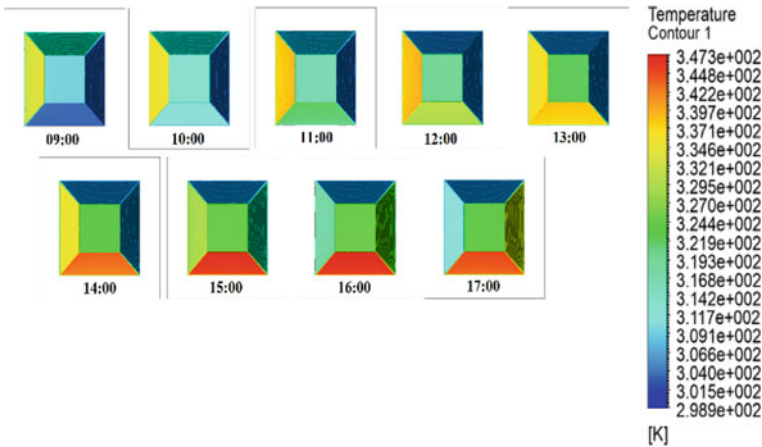 09:00
10:00
11:00
12:00
13:00
14:00
15:00
16:00
17:00
Temperature
Contour 1
3.473e+002
3.448e+002
3.422e+002
3.397e+002
3.371e+002
3.346e+002
3.321e+002
3.295e+002
3.270e+002
3.244e+002
3.219e+002
3.193e+002
3.168e+002
3.142e+002
3.117e+002
3.091e+002
3.066e+002
3.040e+002
3.015e+002
2.989e+002
[K]